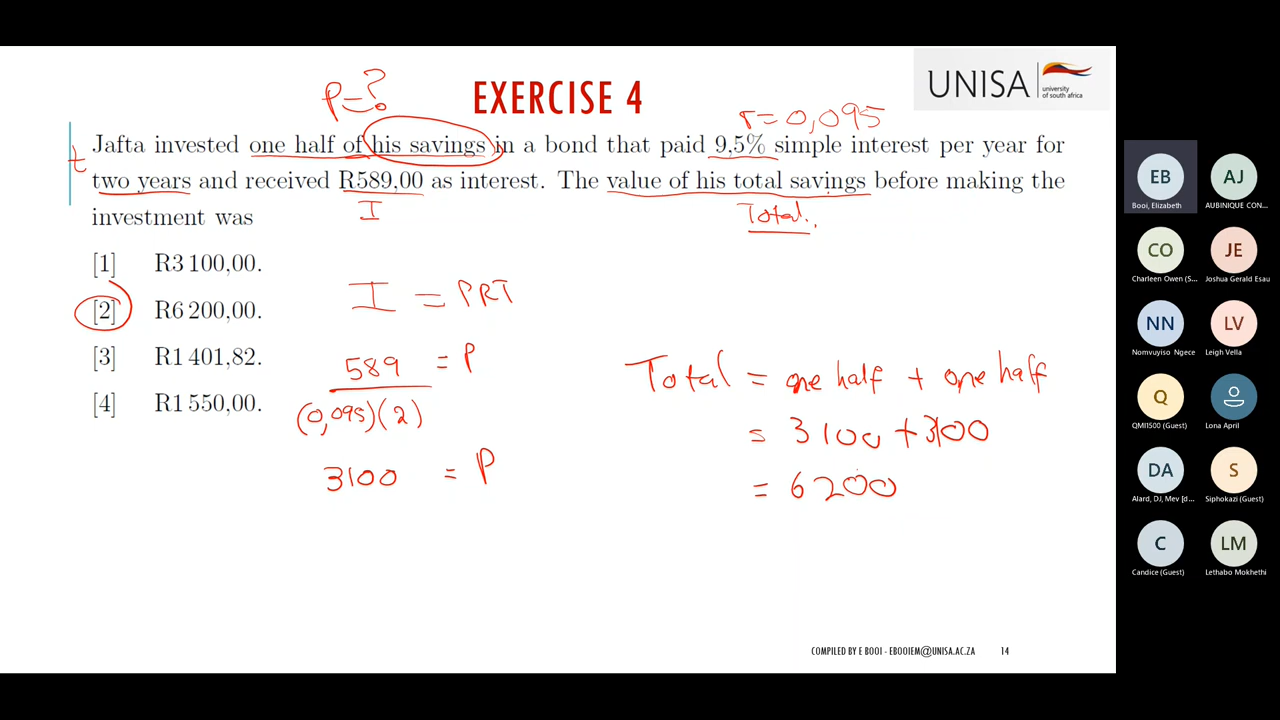 P = ?
EXERCISE 4
UNISA
university
of south africa
r = 0,095
Jafta invested one half of his savings in a bond that paid 9,5% simple interest per year for
t
two years and received R589,00 as interest. The value of his total savings before making the
investment was
I
Total.
[1] R3 100,00.
[2] R6 200,00.
[3] R1 401,82.
[4] R1 550,00.
I = PRT
589 = P
(0,095)(2)
3100 = P
Total = one half + one half
= 3100 + 3100
= 6200
COMPILED BY E BOOI - EBOOIEM@UNISA.AC.ZA 14
EB
Booi, Elizabeth
AJ
AUBINIQUE CON...
CO
Charleen Owen (S...
JE
Joshua Gerald Esau
NN
Nomvuyiso Ngece
LV
Leigh Vella
Q
QMI1500 (Guest)
Lona April
DA
Alard, DJ, Mev [d...
S
Siphokazi (Guest)
C
Candice (Guest)
LM
Lethabo Mokhethi